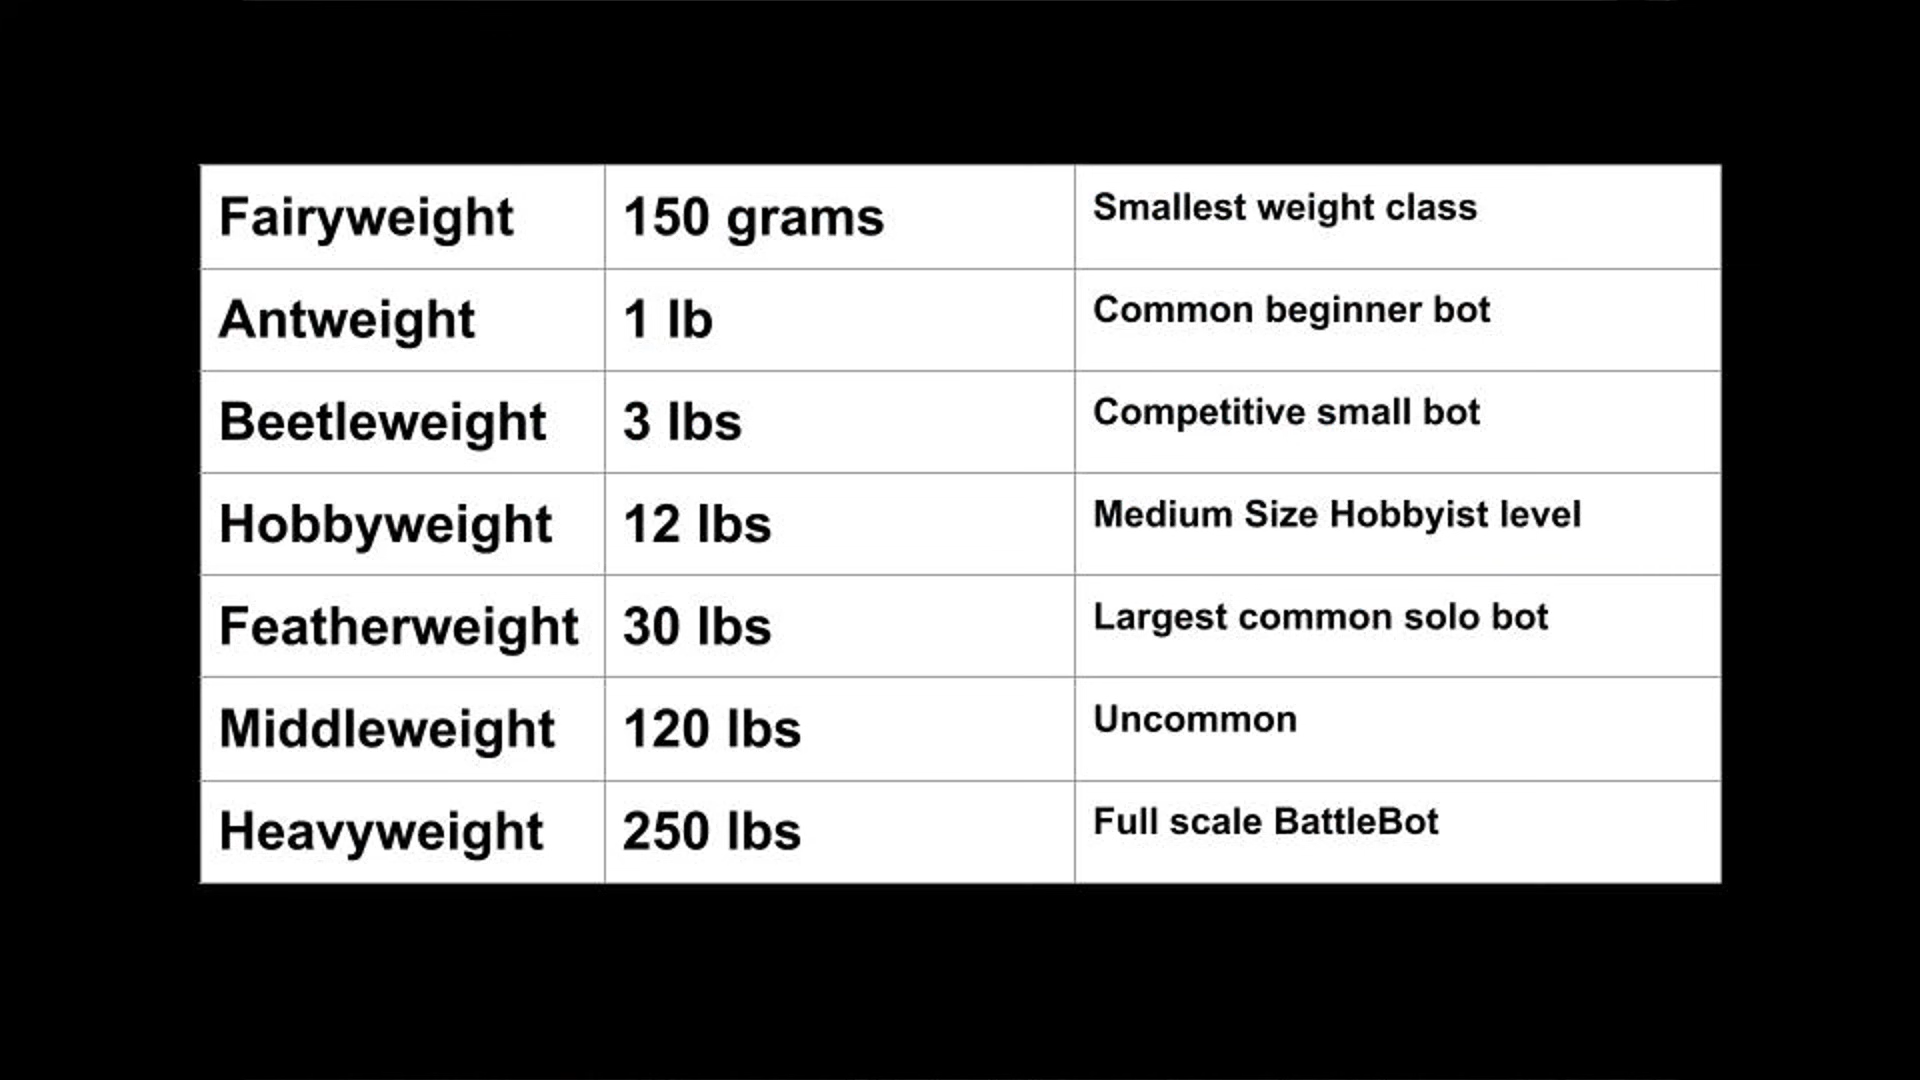 Fairyweight 150 grams Smallest weight class
Antweight 1 lb Common beginner bot
Beetleweight 3 lbs Competitive small bot
Hobbyweight 12 lbs Medium Size Hobbyist level
Featherweight 30 lbs Largest common solo bot
Middleweight 120 lbs Uncommon
Heavyweight 250 lbs Full scale BattleBot